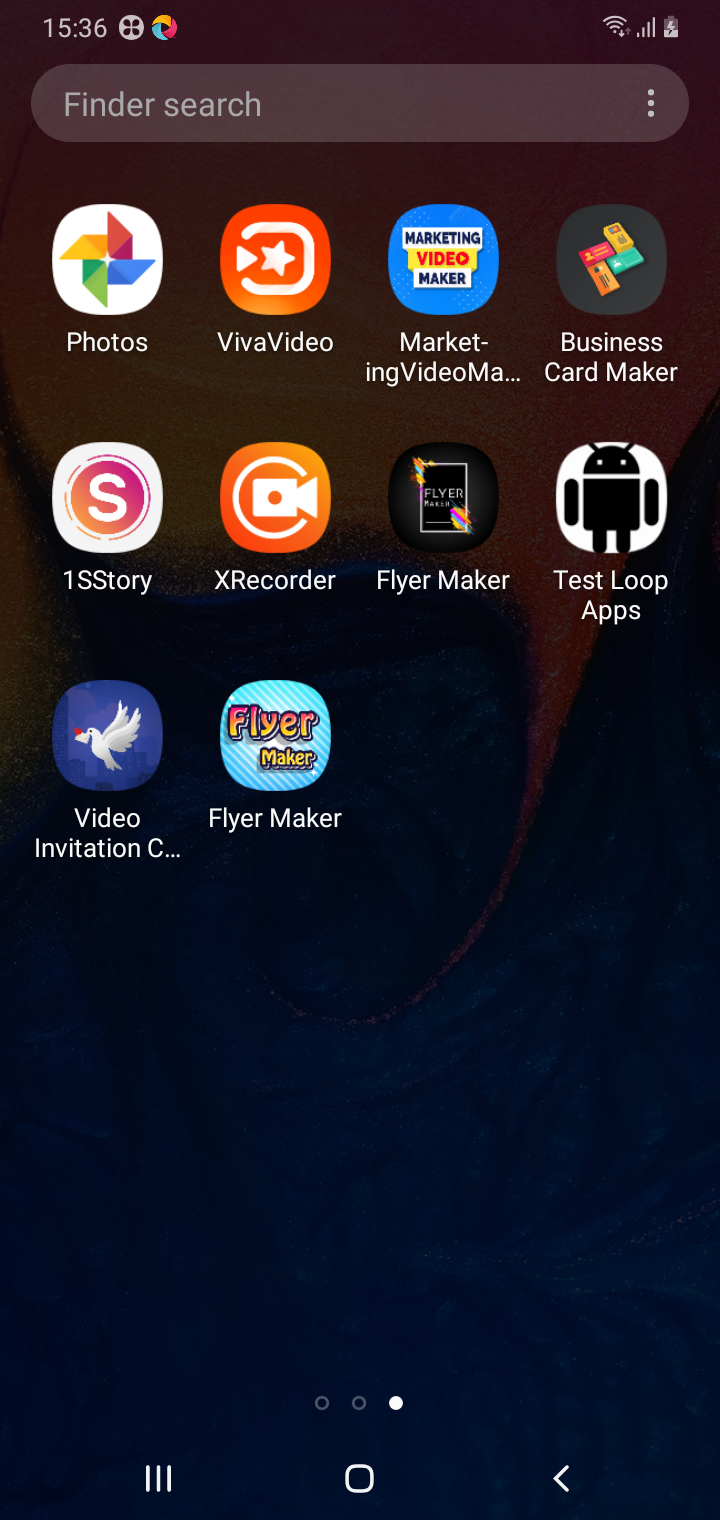 15:36
Finder search
MARKETING
VIDEO
MAKER
Photos
VivaVideo
Market-
ingVideoMa...
Business
Card Maker
S
FLYER
MAKER
1SStory
XRecorder
Flyer Maker
Test Loop
Apps
Flyer
Maker
Video
Invitation C...
Flyer Maker